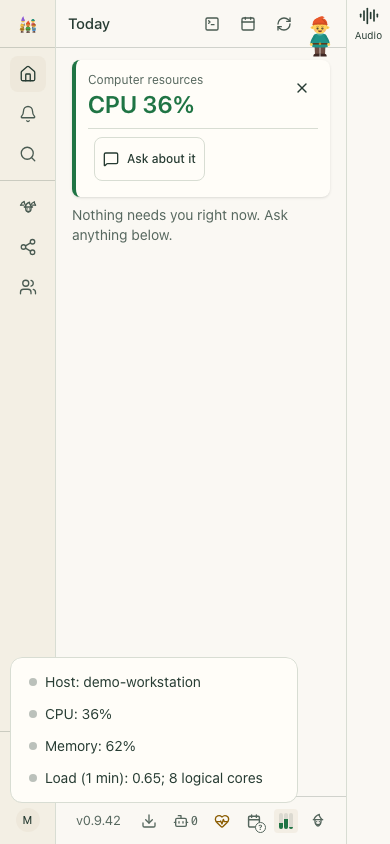 Today
Audio
Computer resources
CPU 36%
Ask about it
Nothing needs you right now. Ask
anything below.
Host: demo-workstation
CPU: 36%
Memory: 62%
Load (1 min): 0.65; 8 logical cores
M
v0.9.42
0
?